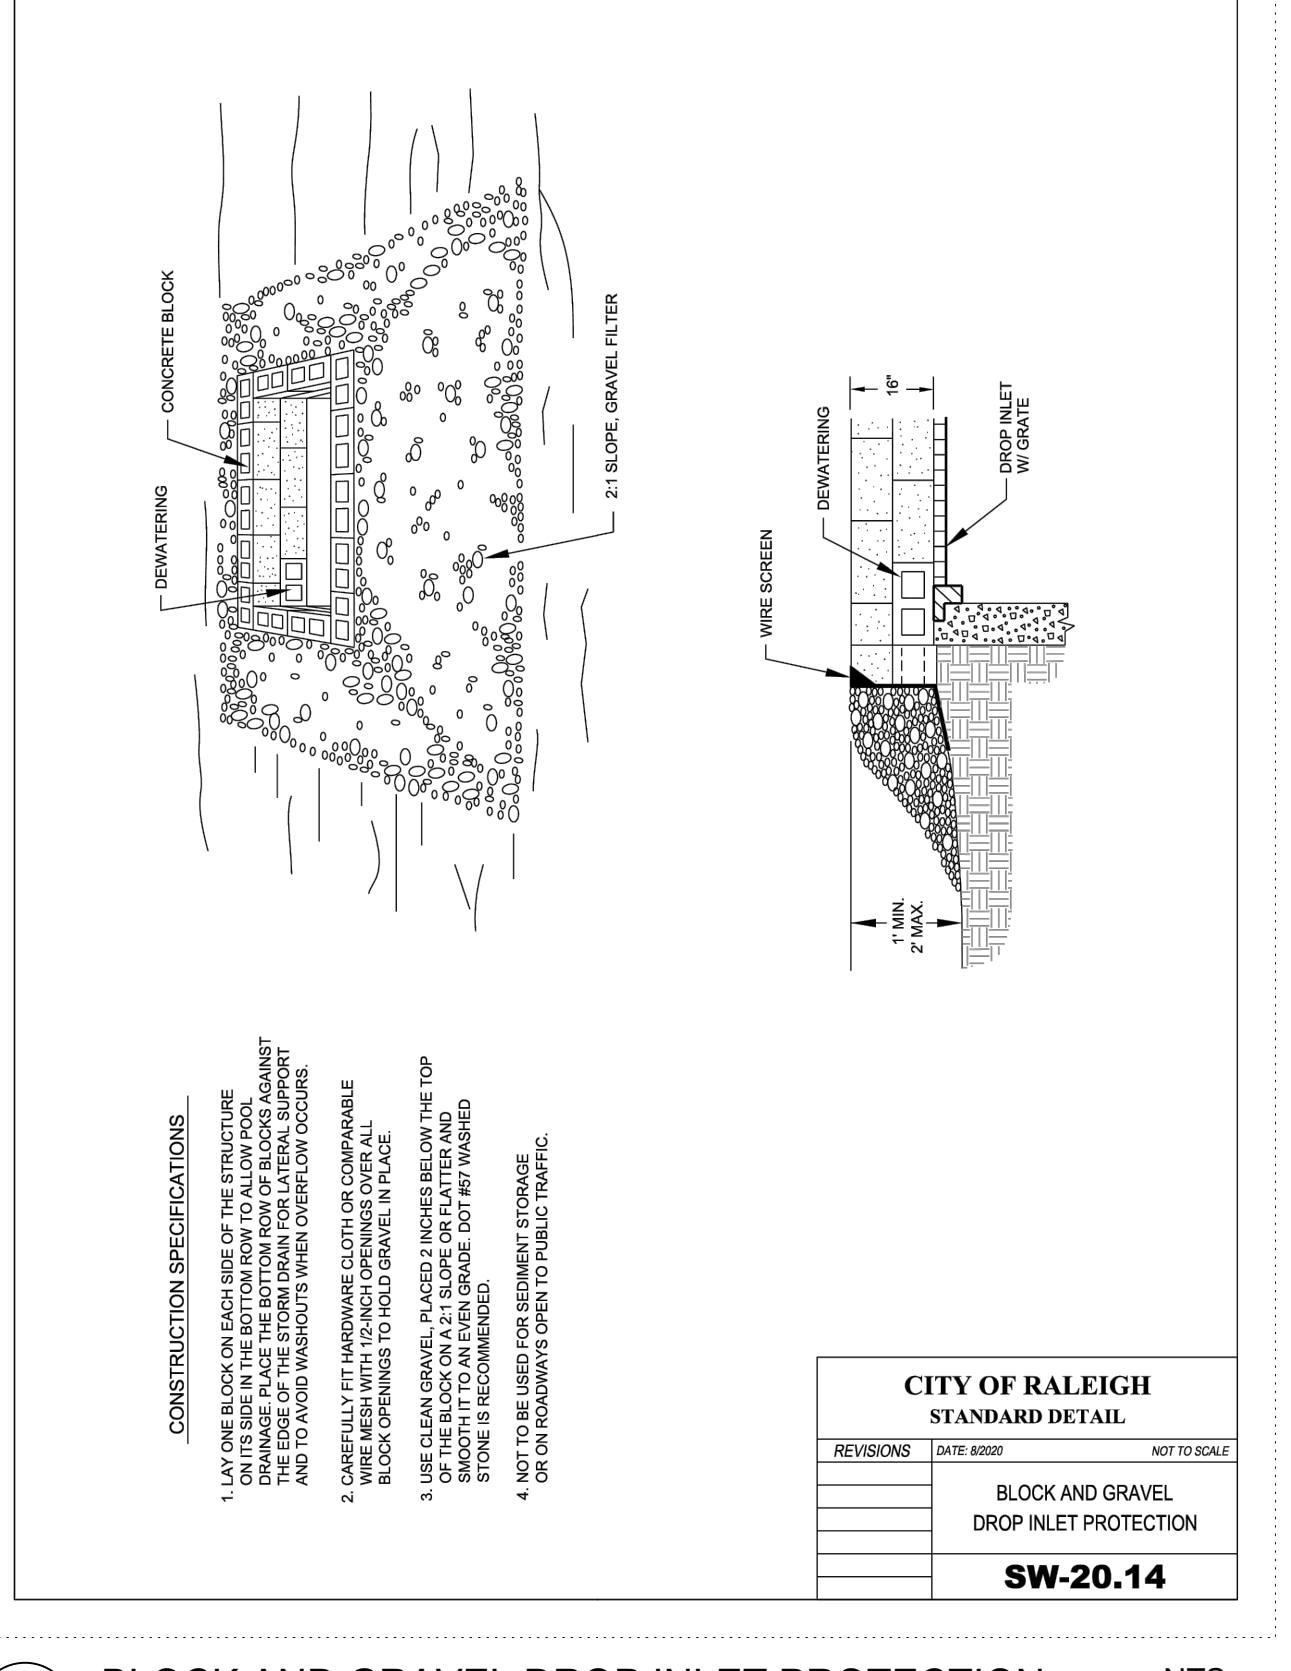 CONCRETE BLOCK
DEWATERING
2:1 SLOPE, GRAVEL FILTER
16"
DEWATERING
WIRE SCREEN
DROP INLET
W/ GRATE
1' MIN.
2' MAX.
CONSTRUCTION SPECIFICATIONS
1. LAY ONE BLOCK ON EACH SIDE OF THE STRUCTURE
ON ITS SIDE IN THE BOTTOM ROW TO ALLOW POOL
DRAINAGE. PLACE THE BOTTOM ROW OF BLOCKS AGAINST
THE EDGE OF THE STORM DRAIN FOR LATERAL SUPPORT
AND TO AVOID WASHOUTS WHEN OVERFLOW OCCURS.
2. CAREFULLY FIT HARDWARE CLOTH OR COMPARABLE
WIRE MESH WITH 1/2-INCH OPENINGS OVER ALL
BLOCK OPENINGS TO HOLD GRAVEL IN PLACE.
3. USE CLEAN GRAVEL, PLACED 2 INCHES BELOW THE TOP
OF THE BLOCK ON A 2:1 SLOPE OR FLATTER AND
SMOOTH IT TO AN EVEN GRADE. DOT #57 WASHED
STONE IS RECOMMENDED.
4. NOT TO BE USED FOR SEDIMENT STORAGE
OR ON ROADWAYS OPEN TO PUBLIC TRAFFIC.
CITY OF RALEIGH
STANDARD DETAIL
REVISIONS DATE: 8/2020 NOT TO SCALE
BLOCK AND GRAVEL
DROP INLET PROTECTION
SW-20.14
BLOCK AND GRAVEL DROP INLET PROTECTION NTS